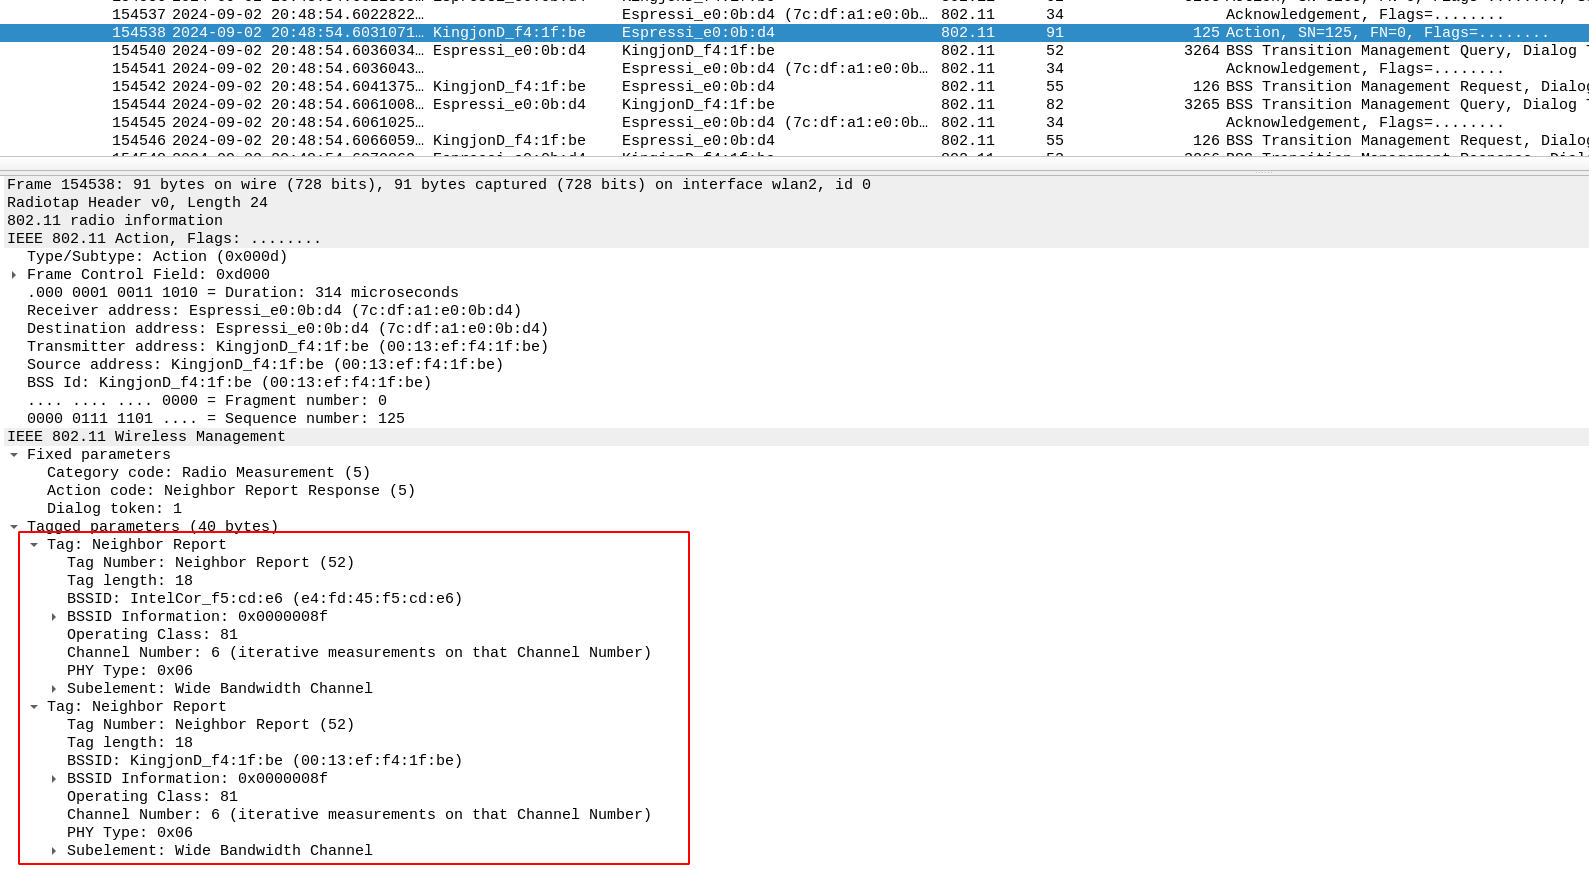 154537 2024-09-02 20:48:54.6022822… Espressi_e0:0b:d4 (7c:df:a1:e0:0b… 802.11 34 Acknowledgement, Flags=........
154538 2024-09-02 20:48:54.6031071… KingjonD_f4:1f:be Espressi_e0:0b:d4 802.11 91 125 Action, SN=125, FN=0, Flags=........
154540 2024-09-02 20:48:54.6036034… Espressi_e0:0b:d4 KingjonD_f4:1f:be 802.11 52 3264 BSS Transition Management Query, Dialog
154541 2024-09-02 20:48:54.6036043… Espressi_e0:0b:d4 (7c:df:a1:e0:0b… 802.11 34 Acknowledgement, Flags=........
154542 2024-09-02 20:48:54.6041375… KingjonD_f4:1f:be Espressi_e0:0b:d4 802.11 55 126 BSS Transition Management Request, Dialog
154544 2024-09-02 20:48:54.6061008… Espressi_e0:0b:d4 KingjonD_f4:1f:be 802.11 82 3265 BSS Transition Management Query, Dialog
154545 2024-09-02 20:48:54.6061025… Espressi_e0:0b:d4 (7c:df:a1:e0:0b… 802.11 34 Acknowledgement, Flags=........
154546 2024-09-02 20:48:54.6066059… KingjonD_f4:1f:be Espressi_e0:0b:d4 802.11 55 126 BSS Transition Management Request, Dialog
Frame 154538: 91 bytes on wire (728 bits), 91 bytes captured (728 bits) on interface wlan2, id 0
Radiotap Header v0, Length 24
802.11 radio information
IEEE 802.11 Action, Flags: ........
Type/Subtype: Action (0x000d)
Frame Control Field: 0xd000
.000 0001 0011 1010 = Duration: 314 microseconds
Receiver address: Espressi_e0:0b:d4 (7c:df:a1:e0:0b:d4)
Destination address: Espressi_e0:0b:d4 (7c:df:a1:e0:0b:d4)
Transmitter address: KingjonD_f4:1f:be (00:13:ef:f4:1f:be)
Source address: KingjonD_f4:1f:be (00:13:ef:f4:1f:be)
BSS Id: KingjonD_f4:1f:be (00:13:ef:f4:1f:be)
.... .... .... 0000 = Fragment number: 0
0000 0111 1101 .... = Sequence number: 125
IEEE 802.11 Wireless Management
Fixed parameters
Category code: Radio Measurement (5)
Action code: Neighbor Report Response (5)
Dialog token: 1
Tagged parameters (40 bytes)
Tag: Neighbor Report
Tag Number: Neighbor Report (52)
Tag length: 18
BSSID: IntelCor_f5:cd:e6 (e4:fd:45:f5:cd:e6)
BSSID Information: 0x0000008f
Operating Class: 81
Channel Number: 6 (iterative measurements on that Channel Number)
PHY Type: 0x06
Subelement: Wide Bandwidth Channel
Tag: Neighbor Report
Tag Number: Neighbor Report (52)
Tag length: 18
BSSID: KingjonD_f4:1f:be (00:13:ef:f4:1f:be)
BSSID Information: 0x0000008f
Operating Class: 81
Channel Number: 6 (iterative measurements on that Channel Number)
PHY Type: 0x06
Subelement: Wide Bandwidth Channel